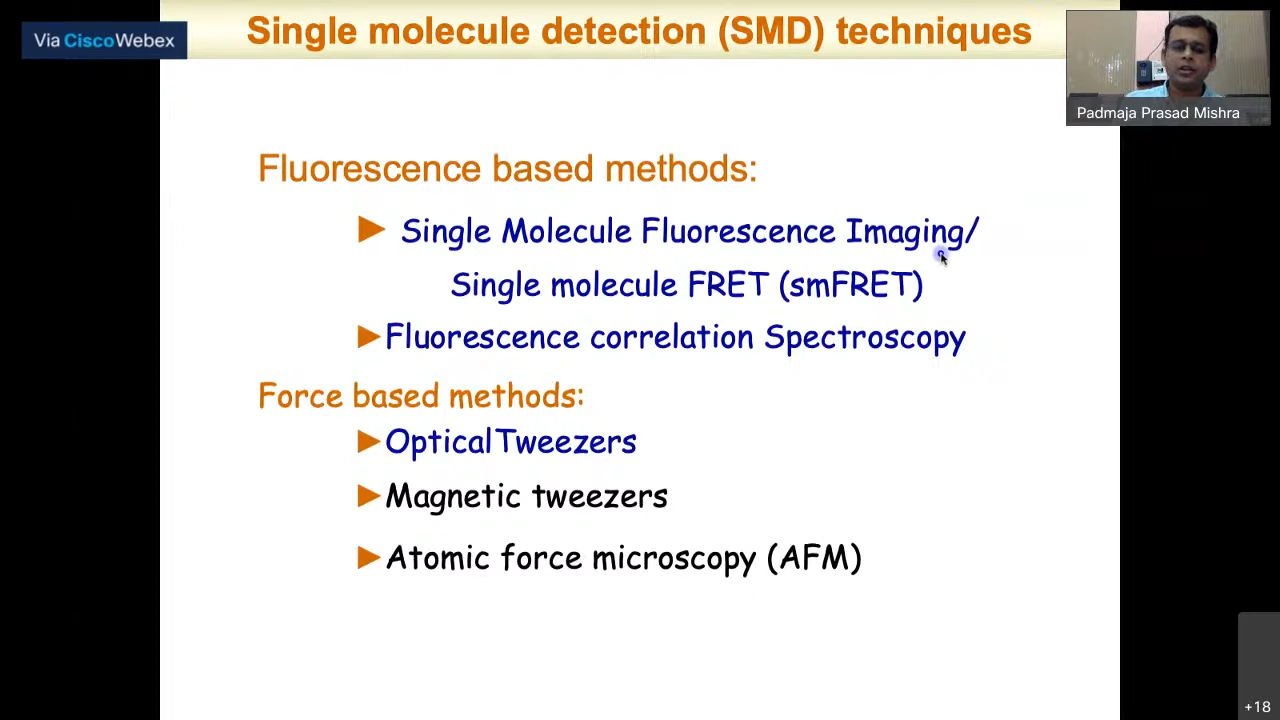 Via Cisco Webex
Single molecule detection (SMD) techniques
Padmaja Prasad Mishra
Fluorescence based methods:
► Single Molecule Fluorescence Imaging/
Single molecule FRET (smFRET)
►Fluorescence correlation Spectroscopy
Force based methods:
►Optical Tweezers
►Magnetic tweezers
►Atomic force microscopy (AFM)
+18